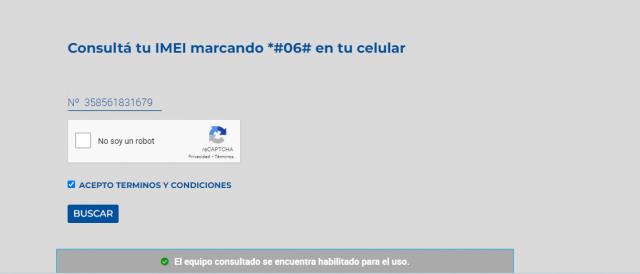 Consultá tu IMEI marcando *#06# en tu celular
Nº 358561831679
No soy un robot
reCAPTCHA
Privacidad - Términos
ACEPTO TERMINOS Y CONDICIONES
BUSCAR
El equipo consultado se encuentra habilitado para el uso.